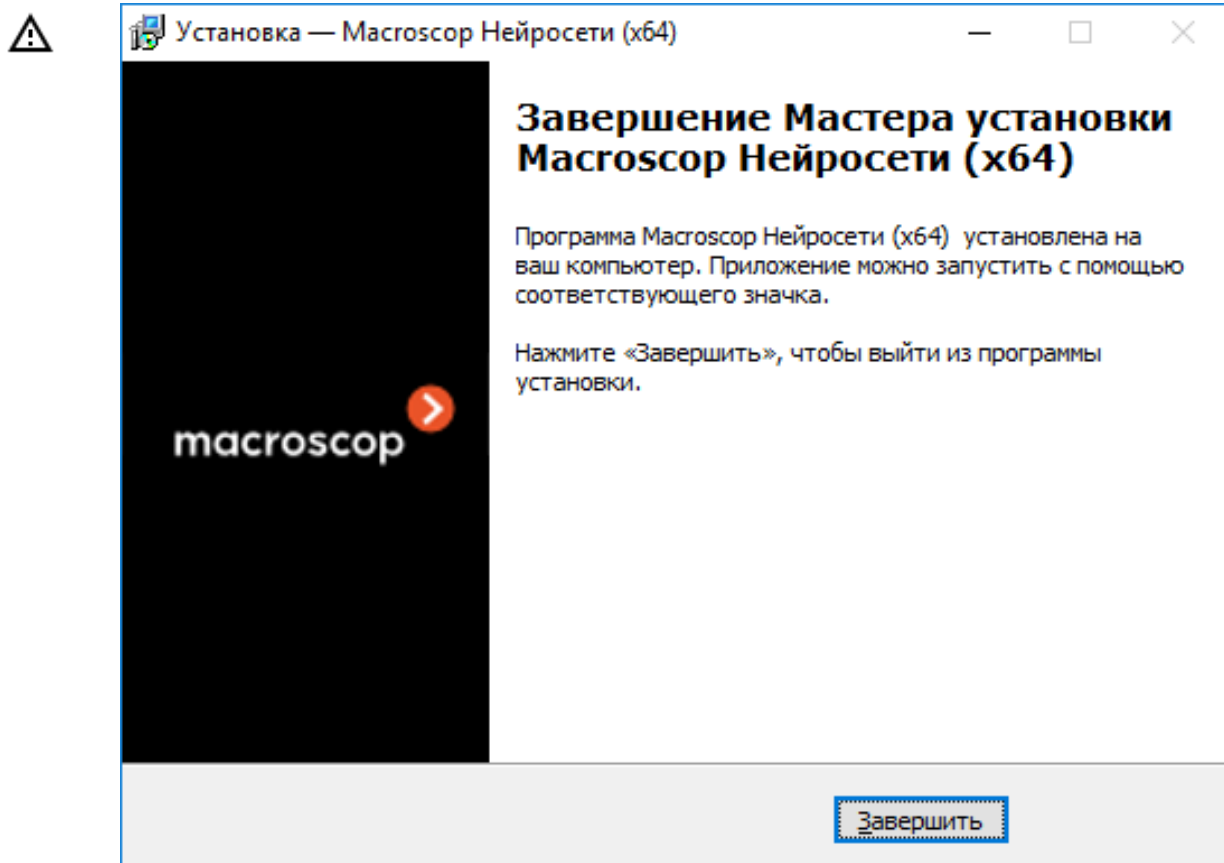 Установка — Macroscop Нейросети (x64)
Завершение Мастера установки
Macroscop Нейросети (x64)
Программа Macroscop Нейросети (x64)  установлена на
ваш компьютер. Приложение можно запустить с помощью
соответствующего значка.
Нажмите «Завершить», чтобы выйти из программы
установки.
macroscop
Завершить